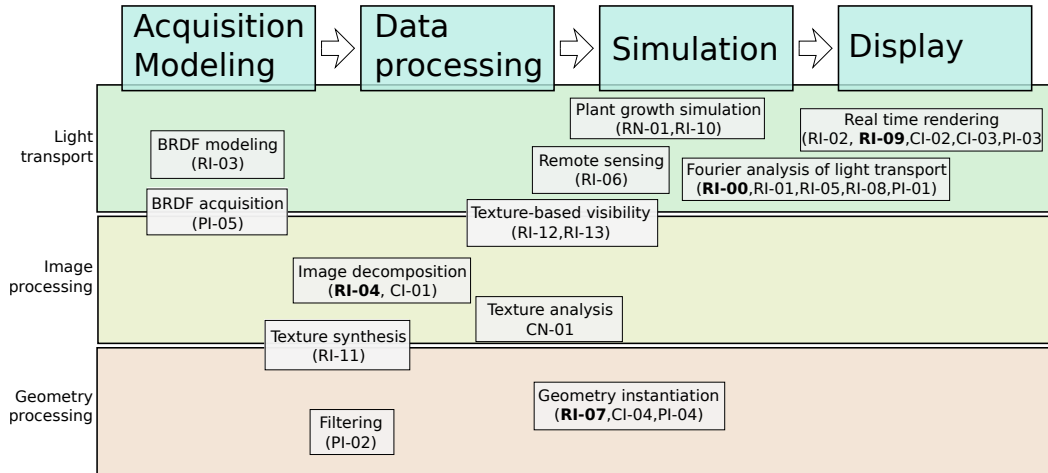 Acquisition
Modeling
Data
processing
Simulation
Display
Light
transport
Plant growth simulation
(RN-01,RI-10)
Real time rendering
(RI-02, RI-09,CI-02,CI-03,PI-03
BRDF modeling
(RI-03)
Remote sensing
(RI-06)
Fourier analysis of light transport
(RI-00,RI-01,RI-05,RI-08,PI-01)
BRDF acquisition
(PI-05)
Texture-based visibility
(RI-12,RI-13)
Image
processing
Image decomposition
(RI-04, CI-01)
Texture analysis
CN-01
Texture synthesis
(RI-11)
Geometry
processing
Geometry instantiation
(RI-07,CI-04,PI-04)
Filtering
(PI-02)